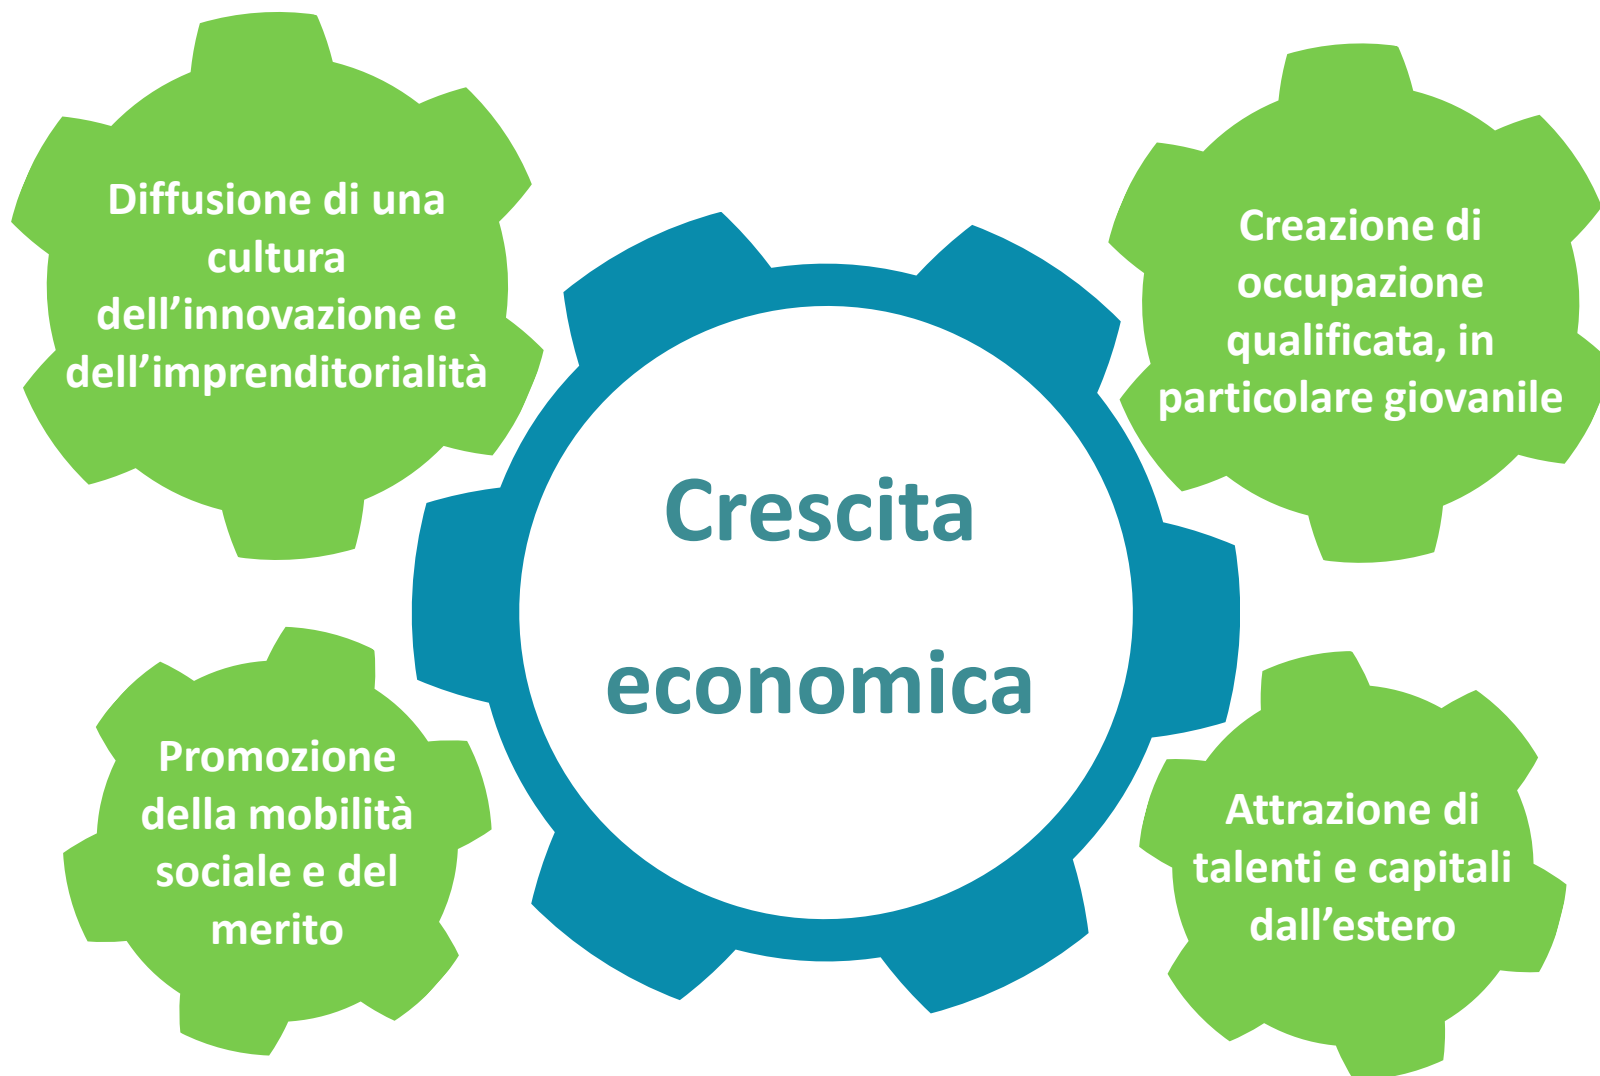 Diffusione di una
cultura
dell’innovazione e
dell’imprenditorialità
Creazione di
occupazione
qualificata, in
particolare giovanile
Crescita
economica
Promozione
della mobilità
sociale e del
merito
Attrazione di
talenti e capitali
dall’estero